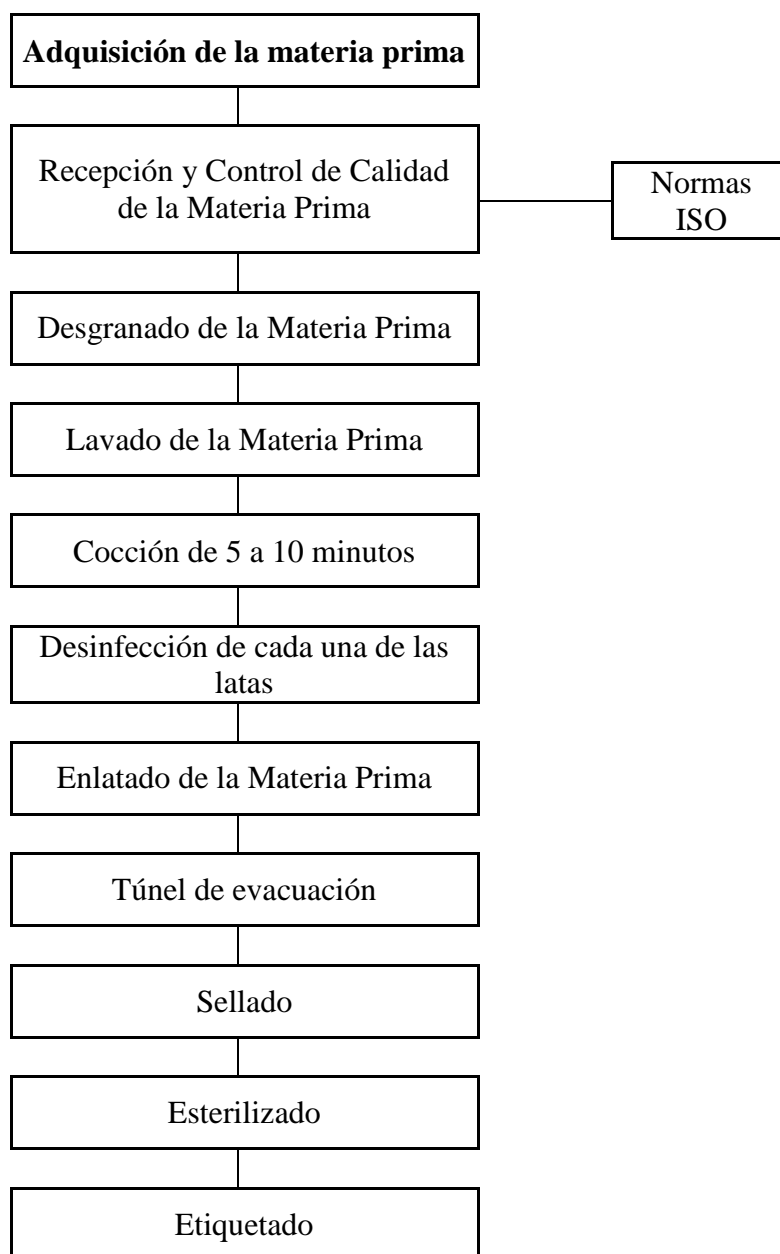 Adquisición de la materia prima
Recepción y Control de Calidad
de la Materia Prima
Normas
ISO
Desgranado de la Materia Prima
Lavado de la Materia Prima
Cocción de 5 a 10 minutos
Desinfección de cada una de las
latas
Enlatado de la Materia Prima
Túnel de evacuación
Sellado
Esterilizado
Etiquetado